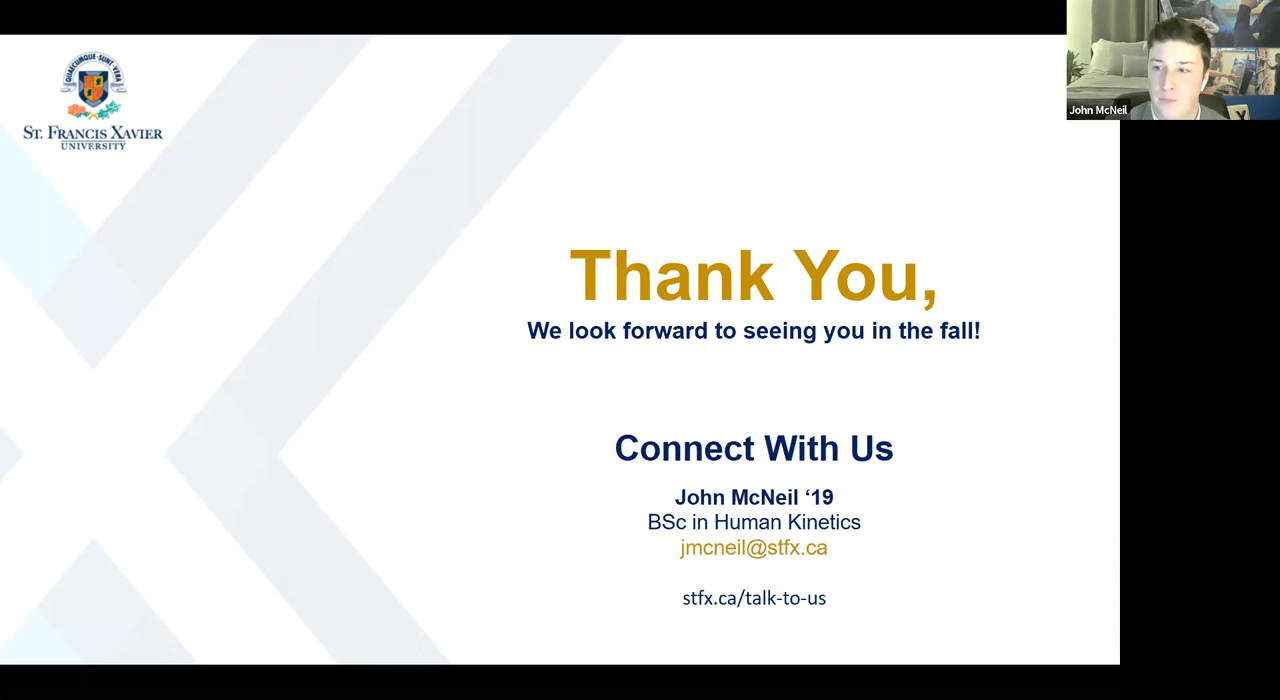 QUAECUMQUE·SUNT·VERA
ST. FRANCIS XAVIER
UNIVERSITY
John McNeil
Thank You,
We look forward to seeing you in the fall!
Connect With Us
John McNeil ‘19
BSc in Human Kinetics
jmcneil@stfx.ca
stfx.ca/talk-to-us